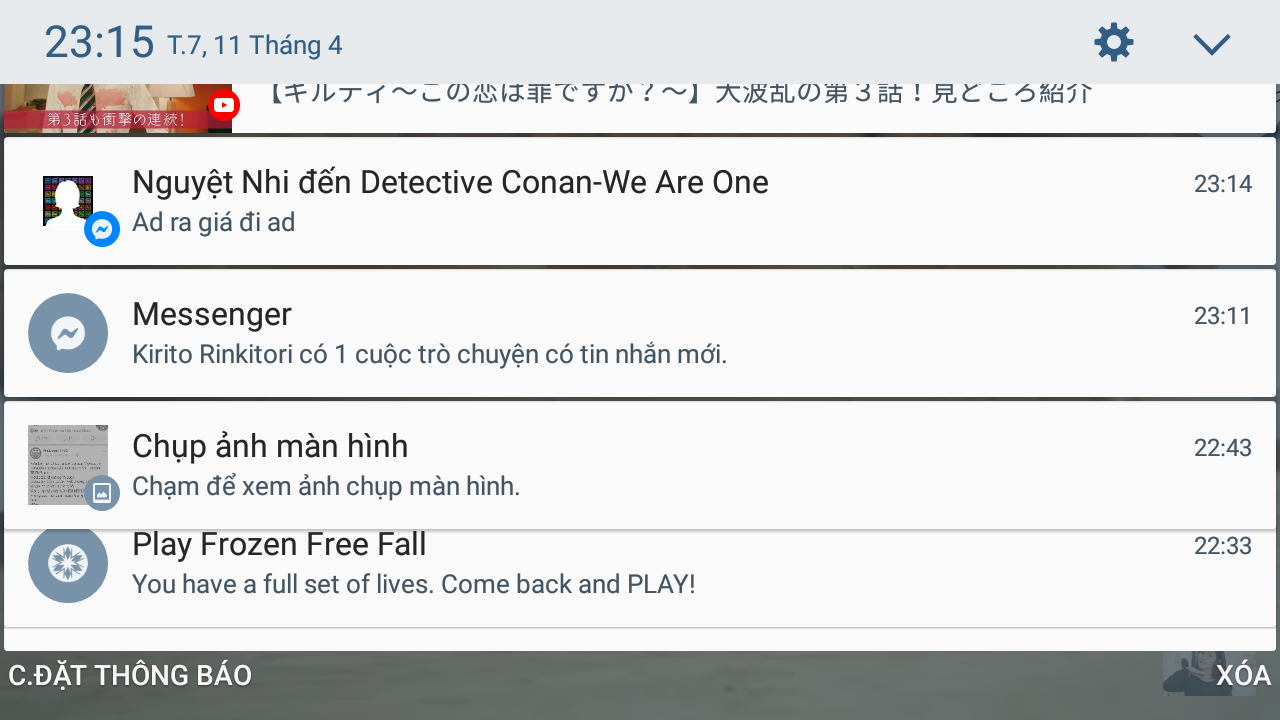 23:15 T.7, 11 Tháng 4
【ギルティ～この恋は罪ですか？～】大波乱の第３話！見どころ紹介
第3話も衝撃の連続!
Nguyệt Nhi đến Detective Conan-We Are One
23:14
Ad ra giá đi ad
Messenger
23:11
Kirito Rinkitori có 1 cuộc trò chuyện có tin nhắn mới.
Chụp ảnh màn hình
22:43
Chạm để xem ảnh chụp màn hình.
Play Frozen Free Fall
22:33
You have a full set of lives. Come back and PLAY!
C.ĐẶT THÔNG BÁO
XÓA